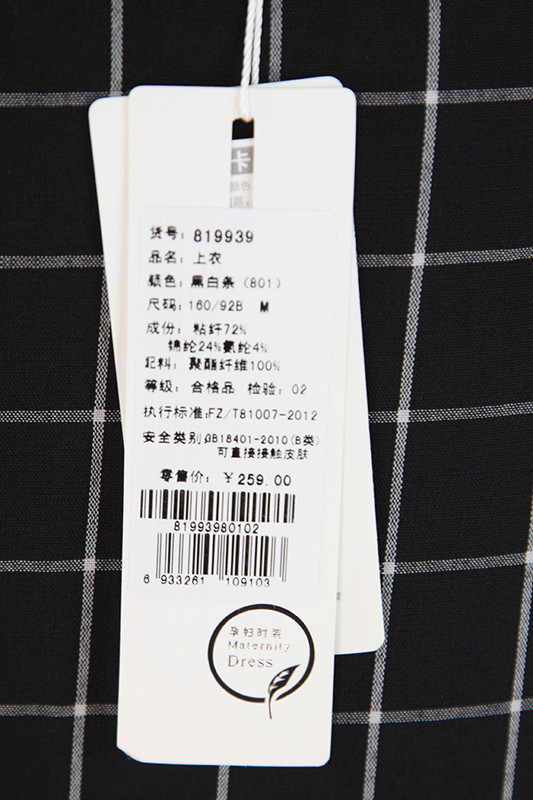 卡
货号: 819939
品名: 上衣
颜色: 黑白条 (801)
尺码: 160/92B M
成份: 粘纤72%
锦纶24%氨纶4%
配料: 聚酯纤维100%
等级: 合格品 检验: 02
执行标准:FZ/T81007-2012
安全类别:GB18401-2010(B类)
可直接接触皮肤
零售价: ￥259.00
81993980102
6 933261 109103
孕妇时装
Maternity
Dress